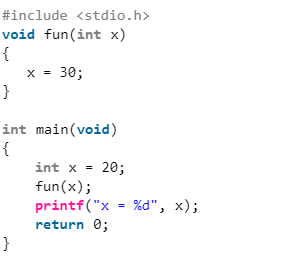 #include <stdio.h>
void fun(int x)
{
   x = 30;
}

int main(void)
{
    int x = 20;
    fun(x);
    printf("x = %d", x);
    return 0;
}